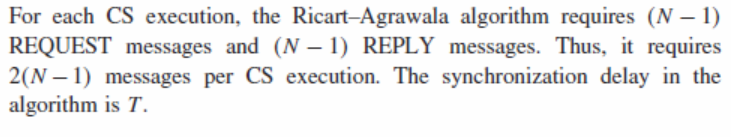 For each CS execution, the Ricart–Agrawala algorithm requires (N – 1)
REQUEST messages and (N – 1) REPLY messages. Thus, it requires
2(N – 1) messages per CS execution. The synchronization delay in the
algorithm is T.